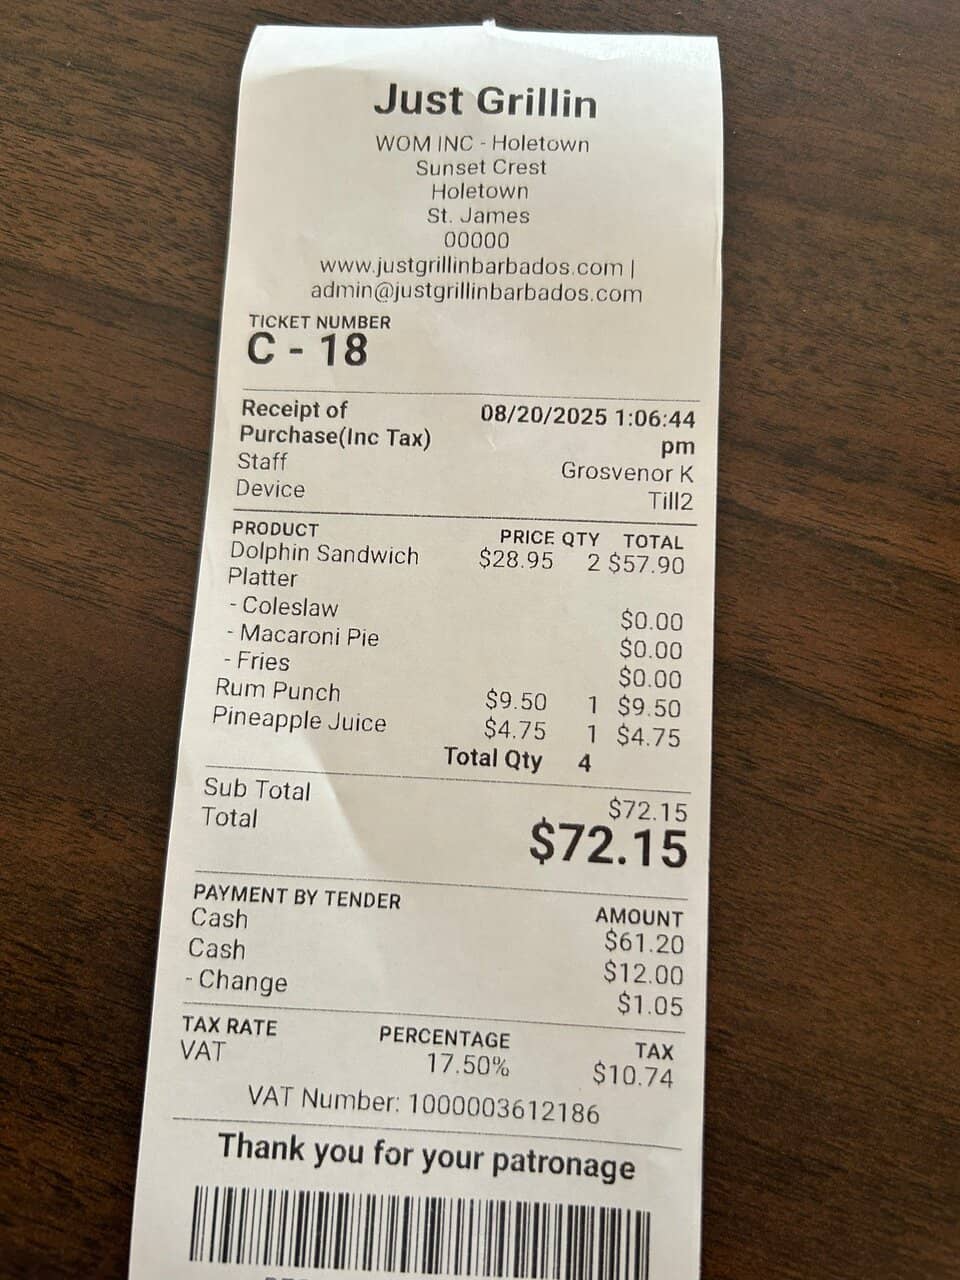 Just Grillin
WOM INC - Holetown
Sunset Crest
Holetown
St. James
00000
www.justgrillinbarbados.com |
admin@justgrillinbarbados.com
TICKET NUMBER
C - 18
Receipt of Purchase(Inc Tax) 08/20/2025 1:06:44 pm
Staff Grosvenor K
Device Till2
PRODUCT PRICE QTY TOTAL
Dolphin Sandwich Platter $28.95 2 $57.90
- Coleslaw $0.00
- Macaroni Pie $0.00
- Fries $0.00
Rum Punch $9.50 1 $9.50
Pineapple Juice $4.75 1 $4.75
Total Qty 4
Sub Total $72.15
Total $72.15
PAYMENT BY TENDER AMOUNT
Cash $61.20
Cash $12.00
- Change $1.05
TAX RATE PERCENTAGE TAX
VAT 17.50% $10.74
VAT Number: 1000003612186
Thank you for your patronage